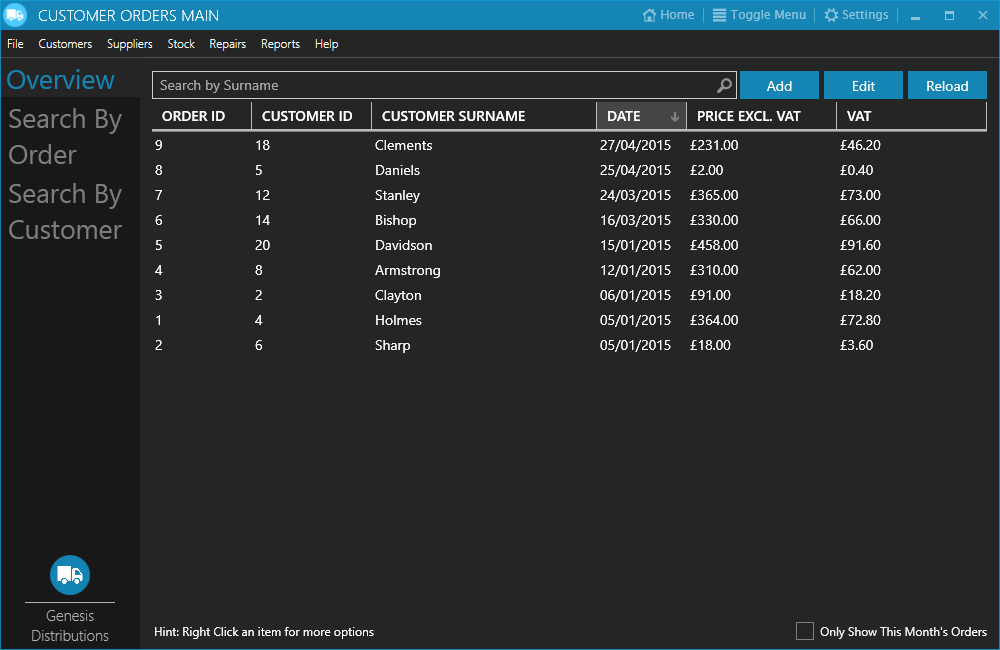 CUSTOMER ORDERS MAIN Home Toggle Menu Settings
File Customers Suppliers Stock Repairs Reports Help
Overview
Search By
Order
Search By
Customer
Genesis
Distributions
Search by Surname Add Edit Reload
ORDER ID CUSTOMER ID CUSTOMER SURNAME DATE PRICE EXCL. VAT VAT
9 18 Clements 27/04/2015 £231.00 £46.20
8 5 Daniels 25/04/2015 £2.00 £0.40
7 12 Stanley 24/03/2015 £365.00 £73.00
6 14 Bishop 16/03/2015 £330.00 £66.00
5 20 Davidson 15/01/2015 £458.00 £91.60
4 8 Armstrong 12/01/2015 £310.00 £62.00
3 2 Clayton 06/01/2015 £91.00 £18.20
1 4 Holmes 05/01/2015 £364.00 £72.80
2 6 Sharp 05/01/2015 £18.00 £3.60
Hint: Right Click an item for more options Only Show This Month's Orders